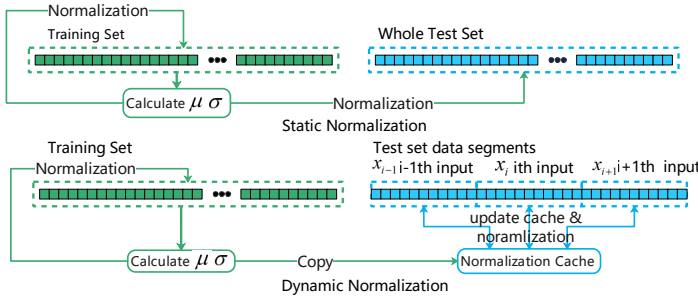 Normalization
Training Set
Whole Test Set
Calculate μ σ
Normalization
Static Normalization
Training Set
Test set data segments
Normalization
x_{i−1} i-1th input x_i ith input x_{i+1} i+1th input
update cache &
noramlization
Calculate μ σ
Copy
Normalization Cache
Dynamic Normalization